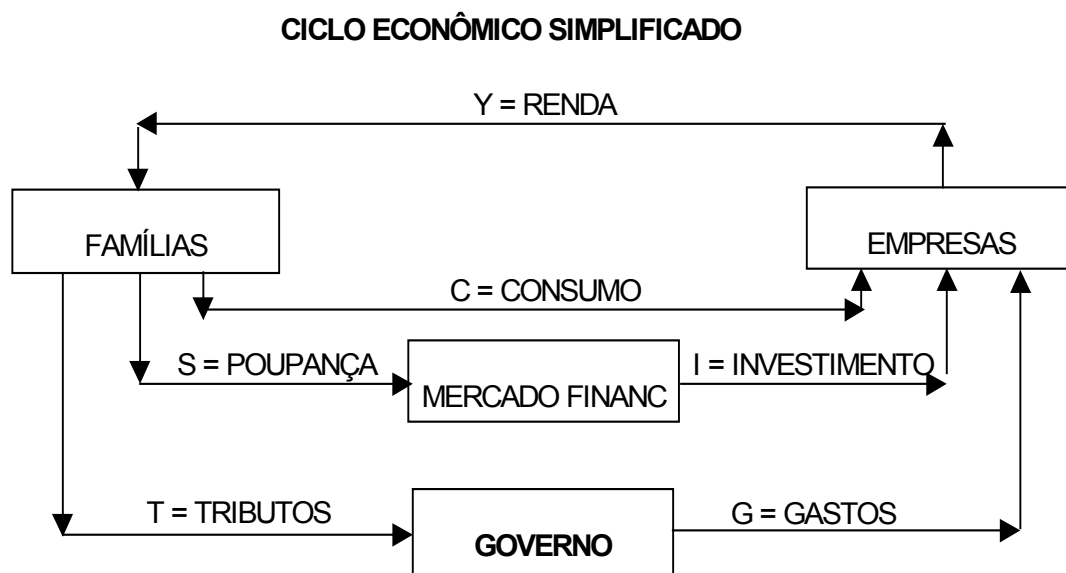 CICLO ECONÔMICO SIMPLIFICADO
Y = RENDA
FAMÍLIAS
EMPRESAS
C = CONSUMO
S = POUPANÇA
I = INVESTIMENTO
MERCADO FINANC
T = TRIBUTOS
G = GASTOS
GOVERNO